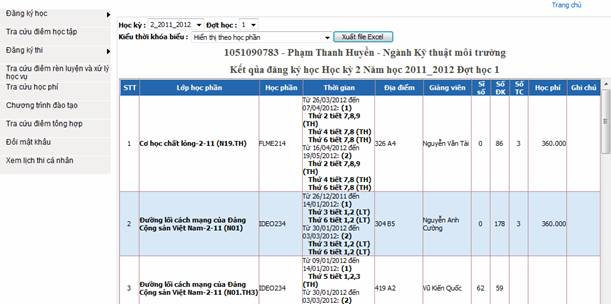 Trang chủ
Đăng ký học
Tra cứu điểm học tập
Đăng ký thi
Tra cứu điểm rèn luyện và xử lý
học vụ
Tra cứu học phí
Chương trình đào tạo
Tra cứu điểm tổng hợp
Đổi mật khẩu
Xem lịch thi cá nhân
Học kỳ : 2_2011_2012 Đợt học : 1
Kiểu thời khóa biểu : Hiển thị theo học phần Xuất file Excel
1051090783 - Phạm Thanh Huyền - Ngành Kỹ thuật môi trường
Kết qủa đăng ký học Học kỳ 2 Năm học 2011_2012 Đợt học 1
STT Lớp học phần Học phần Thời gian Địa điểm Giảng viên Sĩ số Số ĐK Số TC Học phí Ghi chú
1 Cơ học chất lỏng-2-11 (N19.TH) FLME214
Từ 26/03/2012 đến
07/04/2012: (1)
Thứ 2 tiết 7,8,9
(TH)
Thứ 4 tiết 7,8 (TH)
Thứ 6 tiết 7,8 (TH)
Từ 16/04/2012 đến
19/05/2012: (2)
Thứ 2 tiết 7,8,9
(TH)
Thứ 4 tiết 7,8 (TH)
Thứ 6 tiết 7,8 (TH)
326 A4 Nguyễn Văn Tài 0 86 3 360.000
2 Đường lối cách mạng của Đảng
Cộng sản Việt Nam-2-11 (N01)
IDEO234
Từ 26/12/2011 đến
14/01/2012: (1)
Thứ 3 tiết 1,2 (LT)
Thứ 6 tiết 1,2 (LT)
Từ 30/01/2012 đến
03/03/2012: (2)
Thứ 3 tiết 1,2 (LT)
Thứ 6 tiết 1,2 (LT)
304 B5 Nguyễn Anh
Cường
0 178 3 360.000
3 Đường lối cách mạng của Đảng
Cộng sản Việt Nam-2-11 (N01.TH3)
IDEO234
Từ 09/01/2012 đến
14/01/2012: (1)
Thứ 5 tiết 1,2,3
(TH)
Từ 30/01/2012 đến
03/03/2012: (2)
419 A2 Vũ Kiến Quốc 62 59